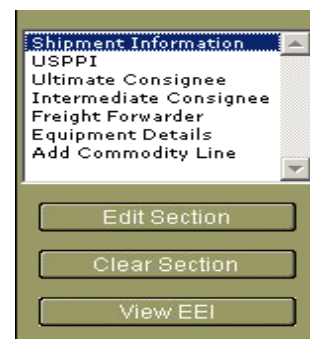 Shipment Information
USPPI
Ultimate Consignee
Intermediate Consignee
Freight Forwarder
Equipment Details
Add Commodity Line
Edit Section
Clear Section
View EEI